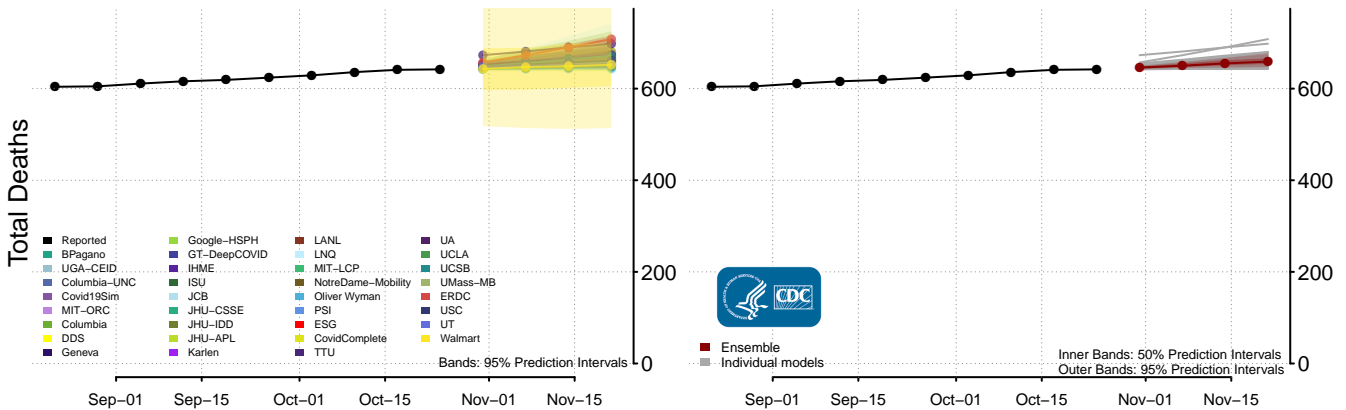 Total Deaths
600
400
200
0
Reported
BPagano
UGA−CEID
Columbia−UNC
Covid19Sim
MIT−ORC
Columbia
DDS
Geneva
Google−HSPH
GT−DeepCOVID
IHME
ISU
JCB
JHU−CSSE
JHU−IDD
JHU−APL
Karlen
LANL
LNQ
MIT−LCP
NotreDame−Mobility
Oliver Wyman
PSI
ESG
CovidComplete
TTU
UA
UCLA
UCSB
UMass−MB
ERDC
USC
UT
Walmart
Bands: 95% Prediction Intervals
Sep−01
Sep−15
Oct−01
Oct−15
Nov−01
Nov−15
600
400
200
0
CDC
Ensemble
Individual models
Inner Bands: 50% Prediction Intervals
Outer Bands: 95% Prediction Intervals
Sep−01
Sep−15
Oct−01
Oct−15
Nov−01
Nov−15